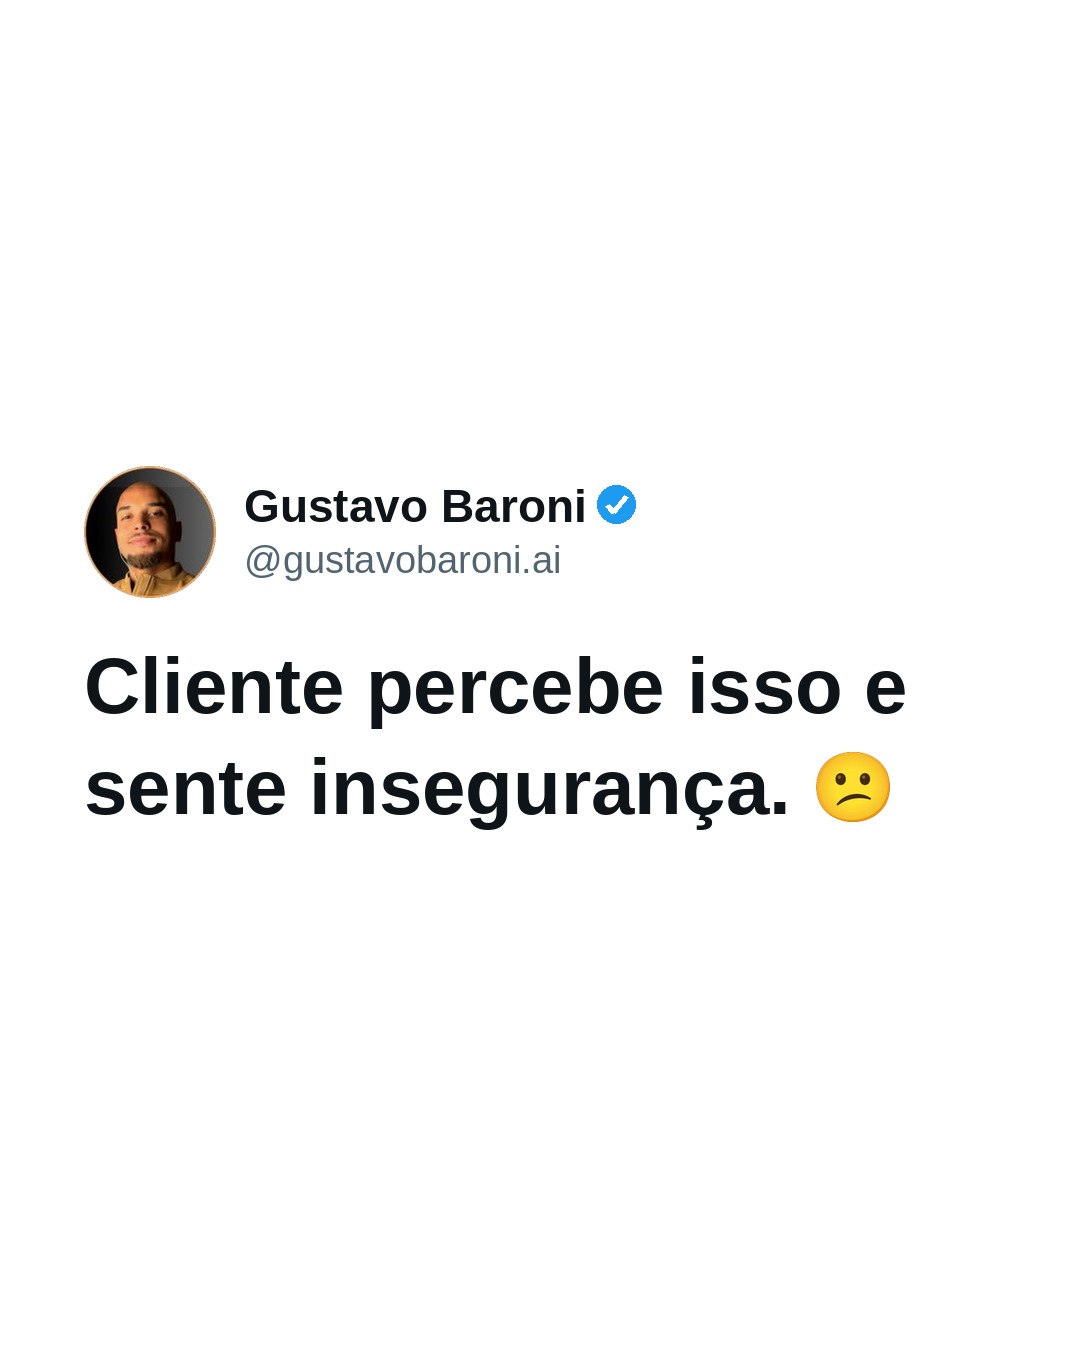 Gustavo Baroni
@gustavobaroni.ai
Cliente percebe isso e
sente insegurança. 😕